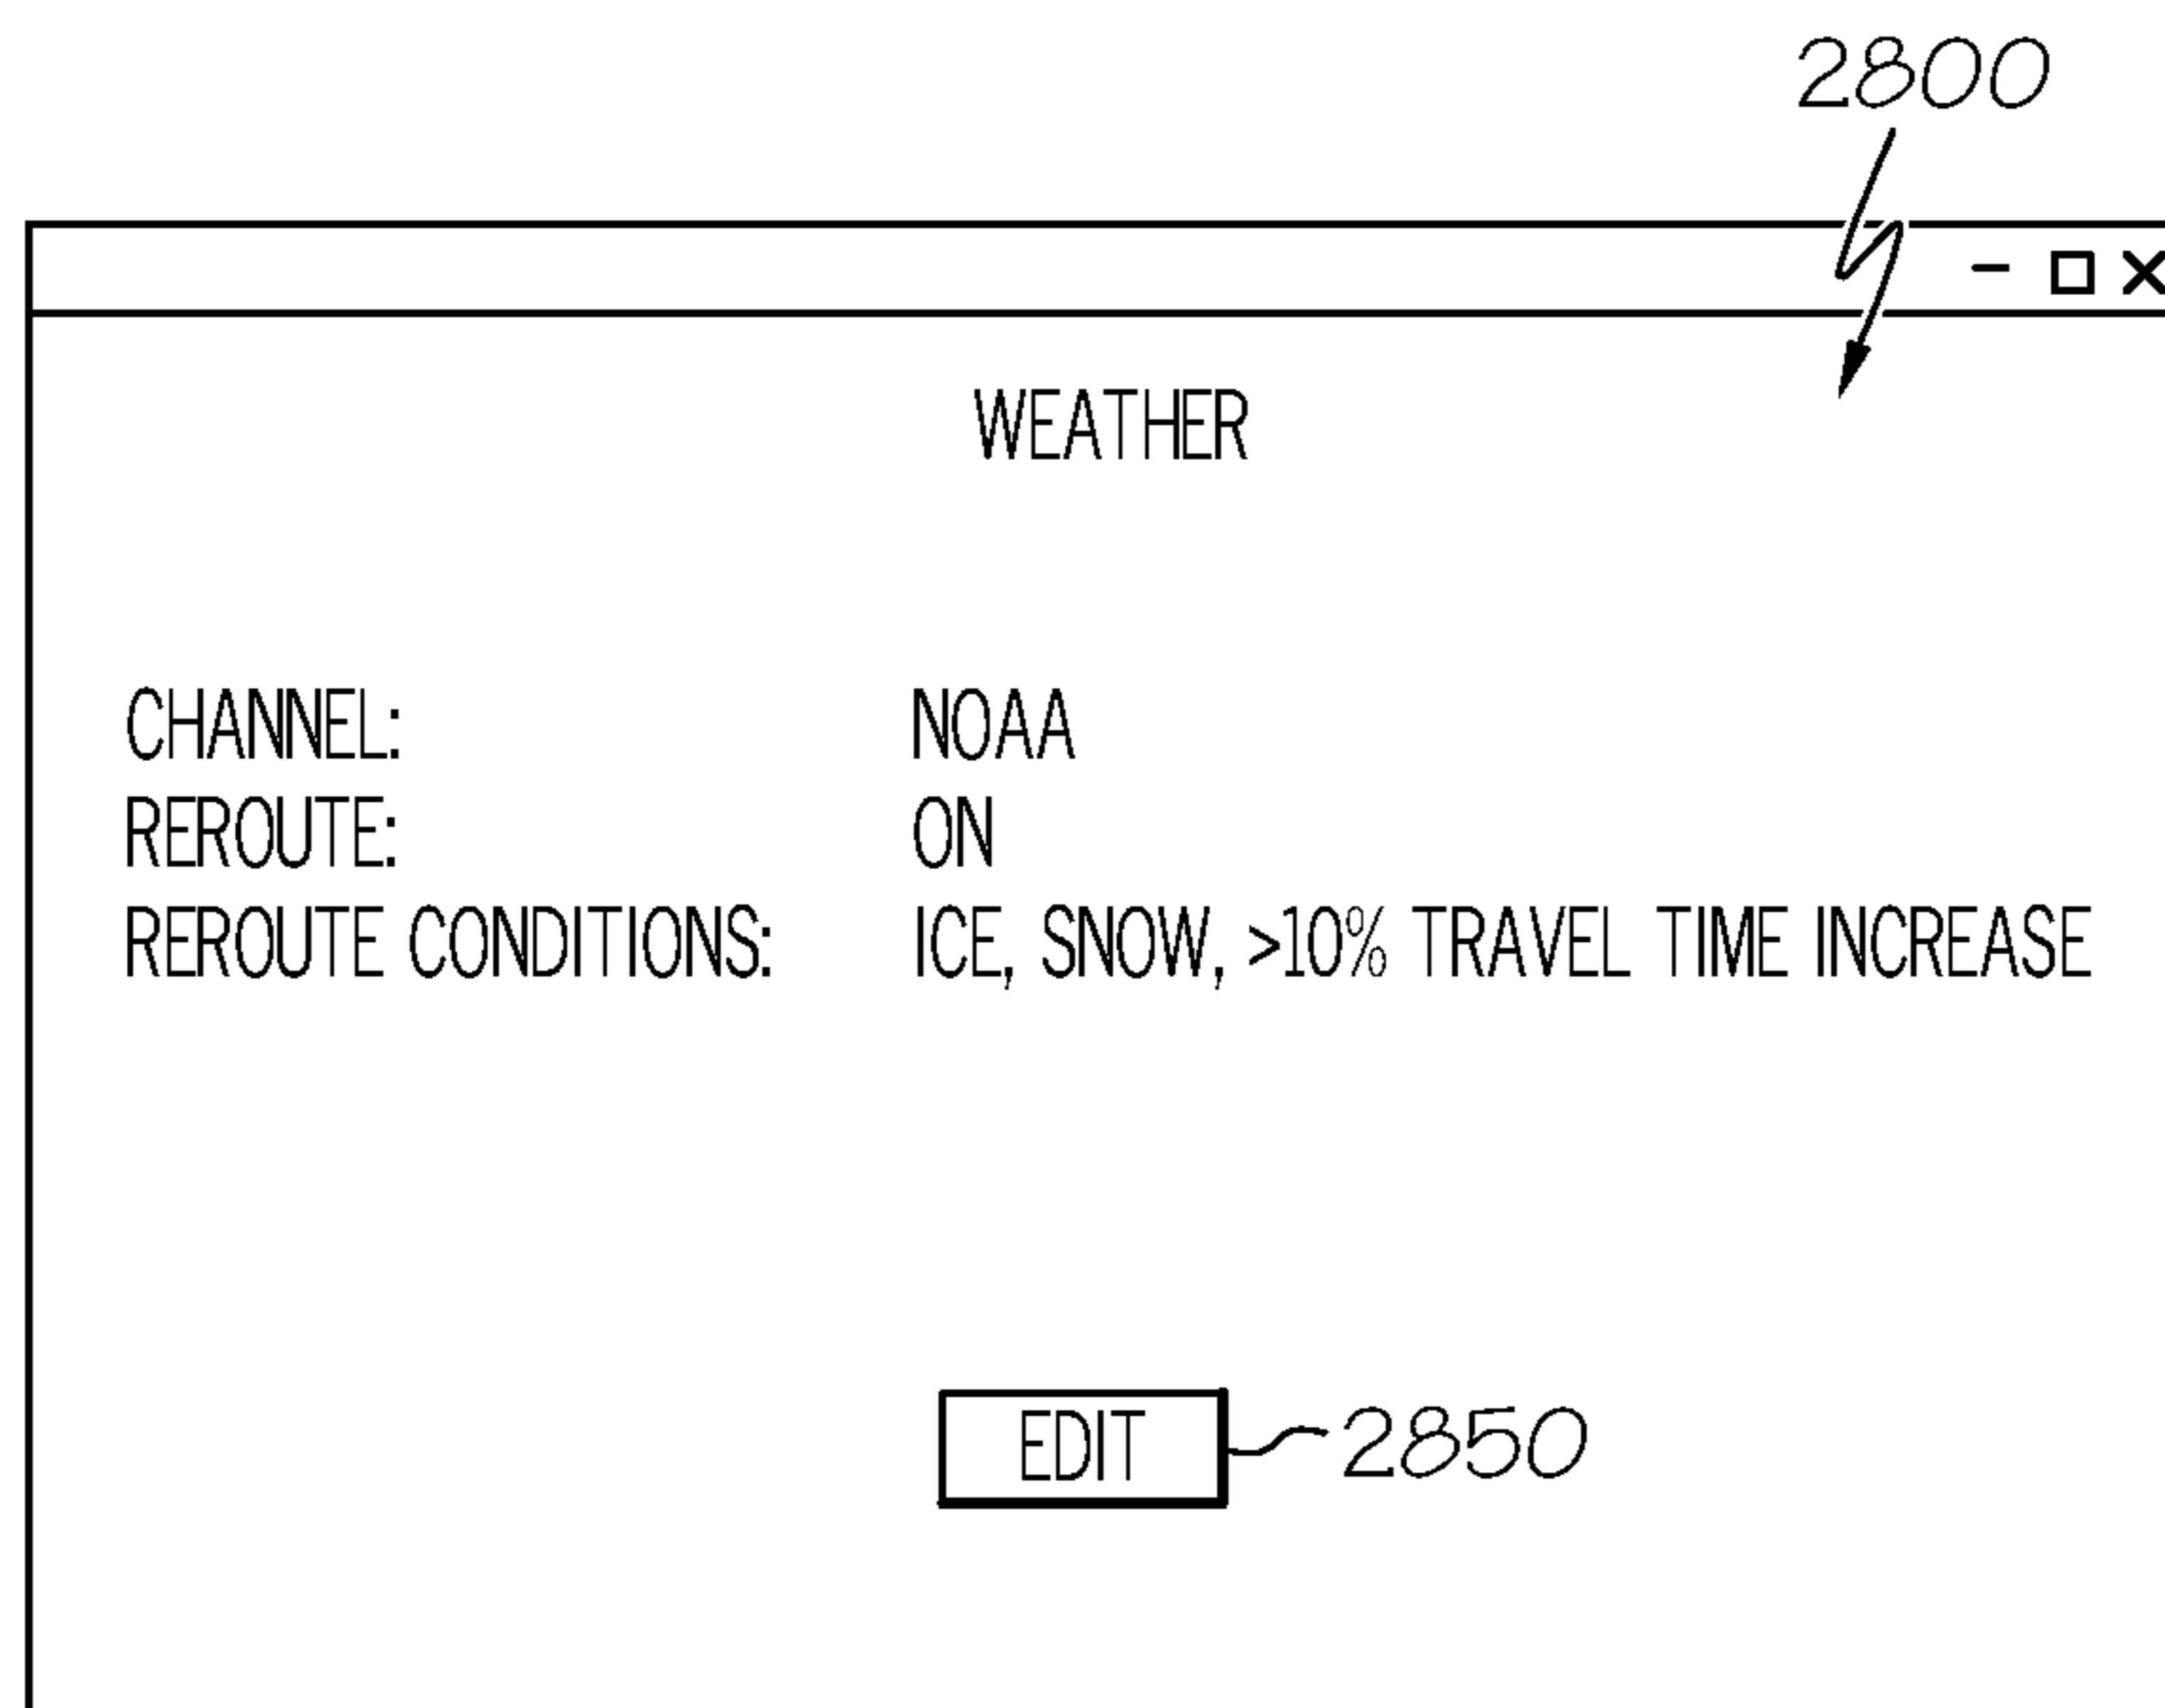 2800
WEATHER
CHANNEL: NOAA
REROUTE: ON
REROUTE CONDITIONS: ICE, SNOW, >10% TRAVEL TIME INCREASE
EDIT 2850